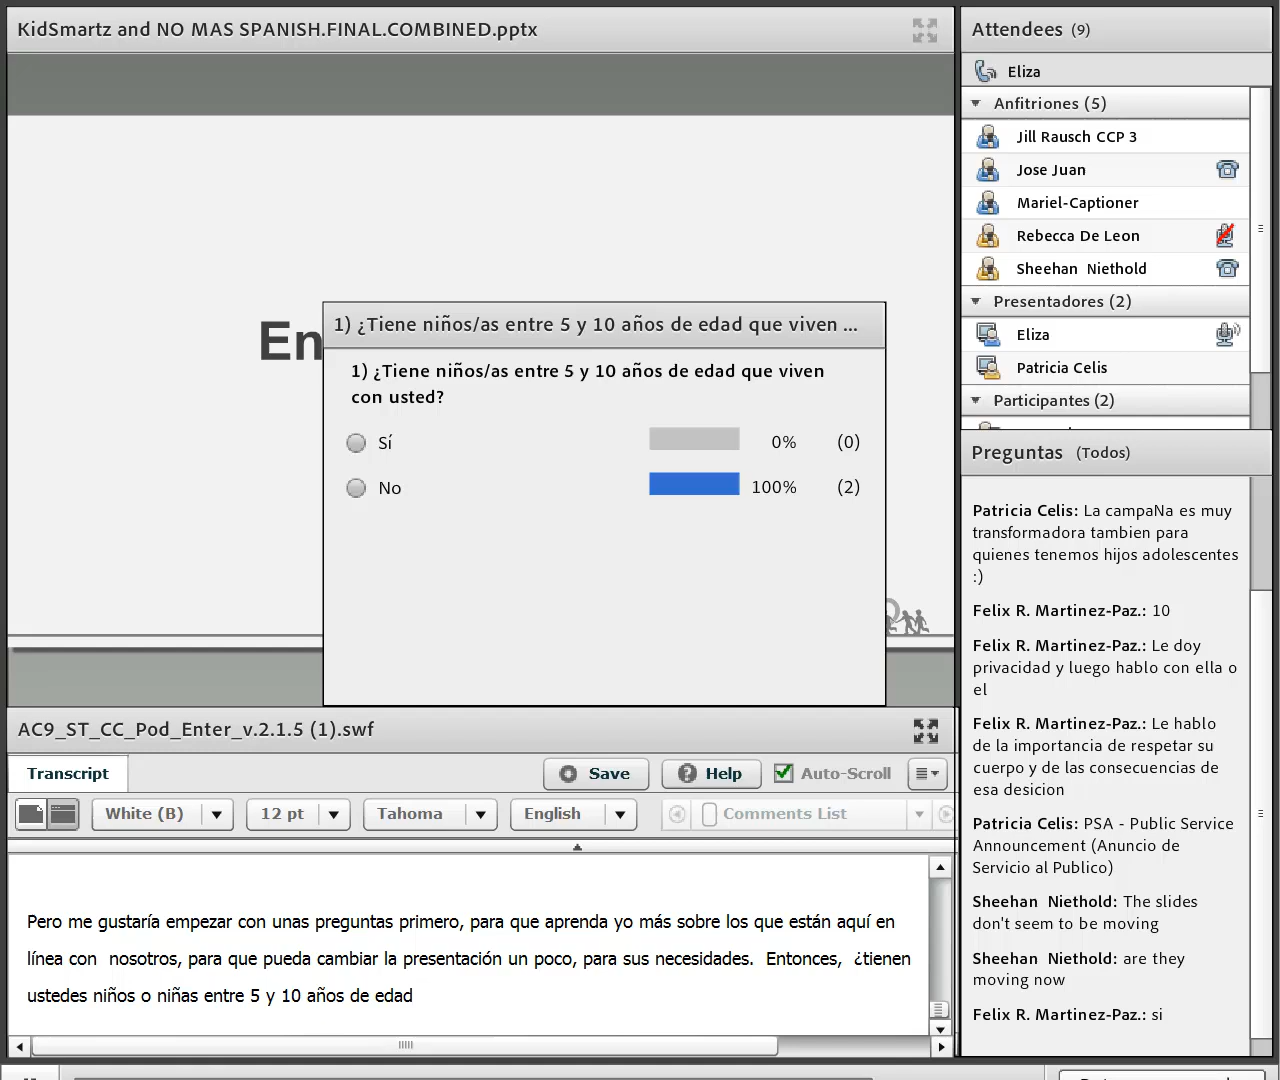 KidSmartz and NO MAS SPANISH.FINAL.COMBINED.pptx
En
1) ¿Tiene niños/as entre 5 y 10 años de edad que viven ...
1) ¿Tiene niños/as entre 5 y 10 años de edad que viven
con usted?
Sí 0% (0)
No 100% (2)
AC9_ST_CC_Pod_Enter_v.2.1.5 (1).swf
Transcript Save Help Auto-Scroll
White (B) 12 pt Tahoma English Comments List
Pero me gustaría empezar con unas preguntas primero, para que aprenda yo más sobre los que están aquí en
línea con nosotros, para que pueda cambiar la presentación un poco, para sus necesidades. Entonces, ¿tienen
ustedes niños o niñas entre 5 y 10 años de edad
Attendees (9)
Eliza
Anfitriones (5)
Jill Rausch CCP 3
Jose Juan
Mariel-Captioner
Rebecca De Leon
Sheehan Niethold
Presentadores (2)
Eliza
Patricia Celis
Participantes (2)
Preguntas (Todos)
Patricia Celis: La campaNa es muy
transformadora tambien para
quienes tenemos hijos adolescentes
:)
Felix R. Martinez-Paz.: 10
Felix R. Martinez-Paz.: Le doy
privacidad y luego hablo con ella o
el
Felix R. Martinez-Paz.: Le hablo
de la importancia de respetar su
cuerpo y de las consecuencias de
esa desicion
Patricia Celis: PSA - Public Service
Announcement (Anuncio de
Servicio al Publico)
Sheehan Niethold: The slides
don't seem to be moving
Sheehan Niethold: are they
moving now
Felix R. Martinez-Paz.: si